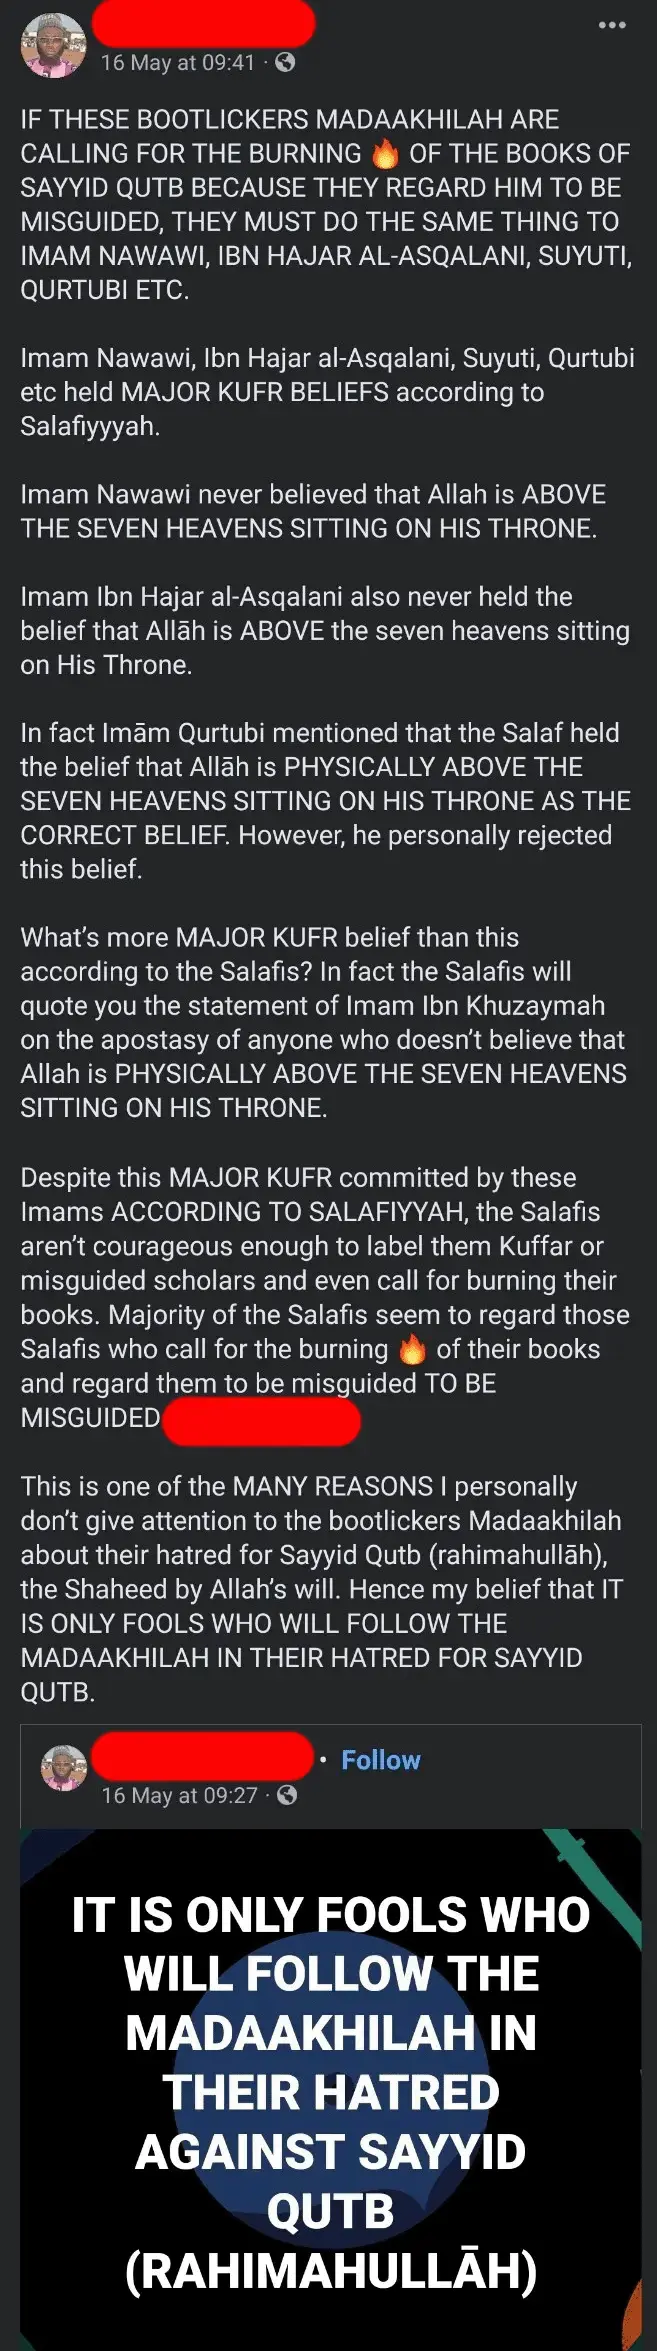 16 May at 09:41 ·
IF THESE BOOTLICKERS MADAAKHILAH ARE
CALLING FOR THE BURNING 🔥 OF THE BOOKS OF
SAYYID QUTB BECAUSE THEY REGARD HIM TO BE
MISGUIDED, THEY MUST DO THE SAME THING TO
IMAM NAWAWI, IBN HAJAR AL-ASQALANI, SUYUTI,
QURTUBI ETC.
Imam Nawawi, Ibn Hajar al-Asqalani, Suyuti, Qurtubi
etc held MAJOR KUFR BELIEFS according to
Salafiyyyah.
Imam Nawawi never believed that Allah is ABOVE
THE SEVEN HEAVENS SITTING ON HIS THRONE.
Imam Ibn Hajar al-Asqalani also never held the
belief that Allāh is ABOVE the seven heavens sitting
on His Throne.
In fact Imām Qurtubi mentioned that the Salaf held
the belief that Allāh is PHYSICALLY ABOVE THE
SEVEN HEAVENS SITTING ON HIS THRONE AS THE
CORRECT BELIEF. However, he personally rejected
this belief.
What's more MAJOR KUFR belief than this
according to the Salafis? In fact the Salafis will
quote you the statement of Imam Ibn Khuzaymah
on the apostasy of anyone who doesn't believe that
Allah is PHYSICALLY ABOVE THE SEVEN HEAVENS
SITTING ON HIS THRONE.
Despite this MAJOR KUFR committed by these
Imams ACCORDING TO SALAFIYYAH, the Salafis
aren't courageous enough to label them Kuffar or
misguided scholars and even call for burning their
books. Majority of the Salafis seem to regard those
Salafis who call for the burning 🔥 of their books
and regard them to be misguided TO BE
MISGUIDED
This is one of the MANY REASONS I personally
don't give attention to the bootlickers Madaakhilah
about their hatred for Sayyid Qutb (rahimahullāh),
the Shaheed by Allah's will. Hence my belief that IT
IS ONLY FOOLS WHO WILL FOLLOW THE
MADAAKHILAH IN THEIR HATRED FOR SAYYID
QUTB.
• Follow
16 May at 09:27 ·
IT IS ONLY FOOLS WHO
WILL FOLLOW THE
MADAAKHILAH IN
THEIR HATRED
AGAINST SAYYID
QUTB
(RAHIMAHULLĀH)